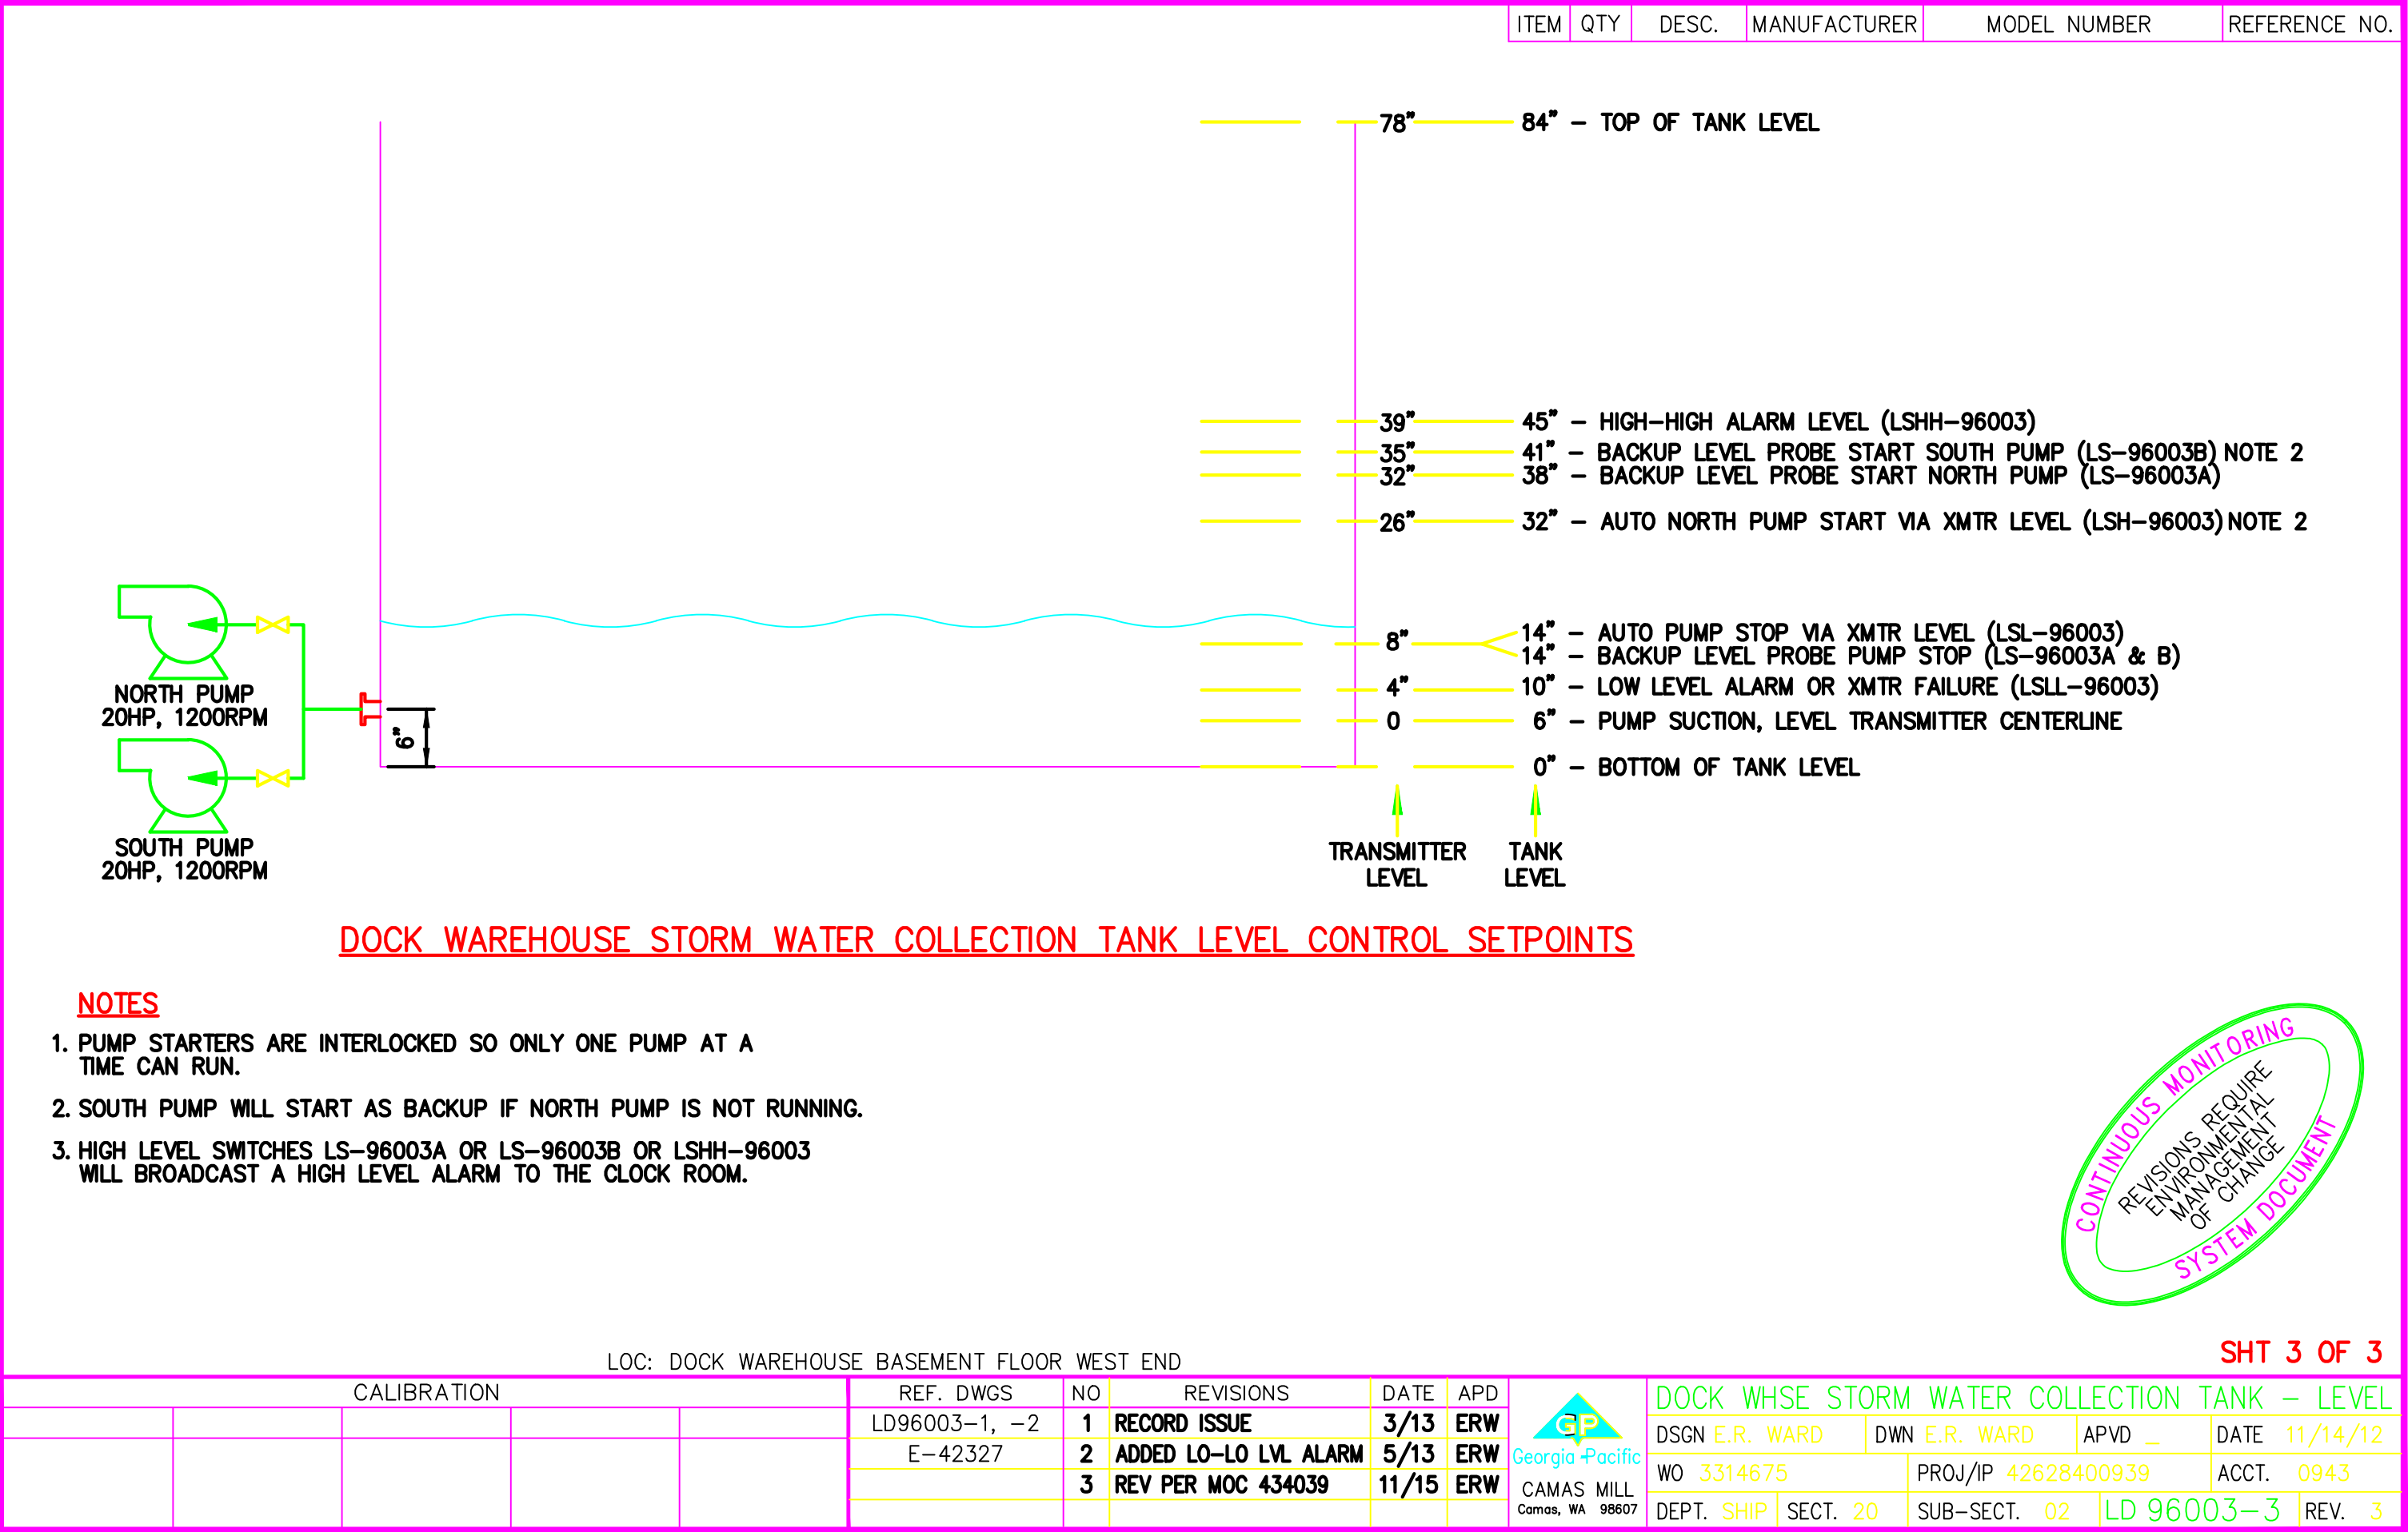 ITEM QTY DESC. MANUFACTURER MODEL NUMBER REFERENCE NO.
78" 84" - TOP OF TANK LEVEL
39" 45" - HIGH-HIGH ALARM LEVEL (LSHH-96003)
35" 41" - BACKUP LEVEL PROBE START SOUTH PUMP (LS-96003B) NOTE 2
32" 38" - BACKUP LEVEL PROBE START NORTH PUMP (LS-96003A)
26" 32" - AUTO NORTH PUMP START VIA XMTR LEVEL (LSH-96003) NOTE 2
8" 14" - AUTO PUMP STOP VIA XMTR LEVEL (LSL-96003)
14" - BACKUP LEVEL PROBE PUMP STOP (LS-96003A & B)
4" 10" - LOW LEVEL ALARM OR XMTR FAILURE (LSLL-96003)
0 6" - PUMP SUCTION, LEVEL TRANSMITTER CENTERLINE
0" - BOTTOM OF TANK LEVEL
TRANSMITTER
LEVEL
TANK
LEVEL
NORTH PUMP
20HP, 1200RPM
6"
SOUTH PUMP
20HP, 1200RPM
DOCK WAREHOUSE STORM WATER COLLECTION TANK LEVEL CONTROL SETPOINTS
NOTES
1. PUMP STARTERS ARE INTERLOCKED SO ONLY ONE PUMP AT A
TIME CAN RUN.
2. SOUTH PUMP WILL START AS BACKUP IF NORTH PUMP IS NOT RUNNING.
3. HIGH LEVEL SWITCHES LS-96003A OR LS-96003B OR LSHH-96003
WILL BROADCAST A HIGH LEVEL ALARM TO THE CLOCK ROOM.
CONTINUOUS MONITORING
REVISIONS REQUIRE
ENVIRONMENTAL
MANAGEMENT
OF CHANGE
SYSTEM DOCUMENT
SHT 3 OF 3
LOC: DOCK WAREHOUSE BASEMENT FLOOR WEST END
CALIBRATION
REF. DWGS NO REVISIONS DATE APD
LD96003-1, -2 1 RECORD ISSUE 3/13 ERW
E-42327 2 ADDED LO-LO LVL ALARM 5/13 ERW
3 REV PER MOC 434039 11/15 ERW
GP
Georgia-Pacific
CAMAS MILL
Camas, WA 98607
DOCK WHSE STORM WATER COLLECTION TANK - LEVEL
DSGN E.R. WARD DWN E.R. WARD APVD _ DATE 11/14/12
WO 3314675 PROJ/IP 42628400939 ACCT. 0943
DEPT. SHIP SECT. 20 SUB-SECT. 02 LD 96003-3 REV. 3